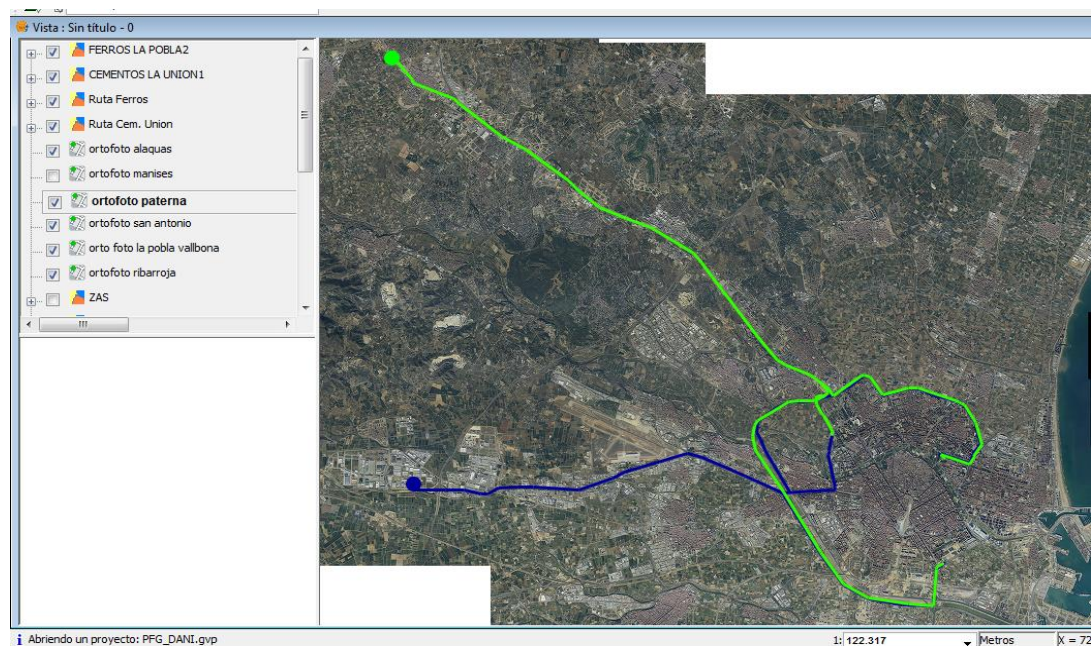 Vista : Sin título - 0
FERROS LA POBLA2
CEMENTOS LA UNION1
Ruta Ferros
Ruta Cem. Union
ortofoto alaquas
ortofoto manises
ortofoto paterna
ortofoto san antonio
orto foto la pobla vallbona
ortofoto ribarroja
ZAS
Abriendo un proyecto: PFG_DANI.gvp
1: 122.317
Metros
X = 72